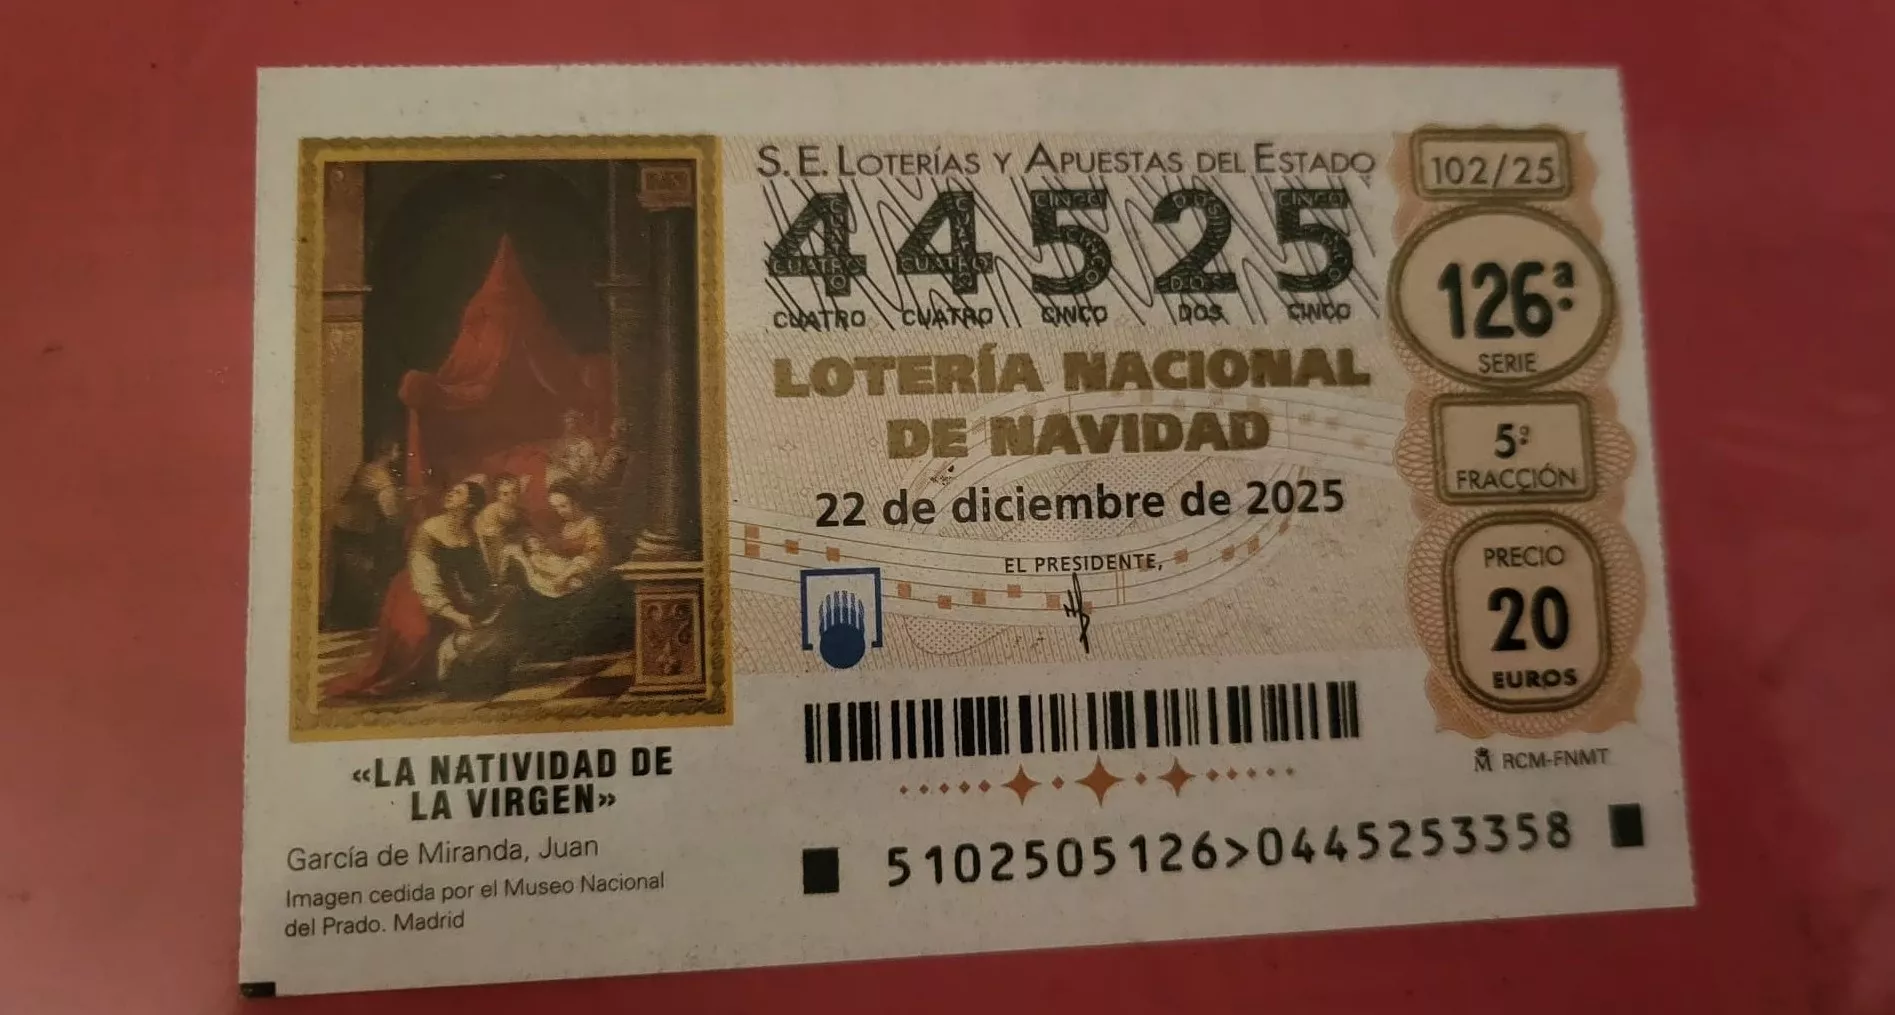 S. E. LOTERÍAS Y APUESTAS DEL ESTADO
44525
CUATRO CUATRO CINCO DOS CINCO
LOTERÍA NACIONAL
DE NAVIDAD
22 de diciembre de 2025
EL PRESIDENTE,
102/25
126ª
SERIE
5ª
FRACCIÓN
PRECIO
20
EUROS
RCM-FNMT
«LA NATIVIDAD DE
LA VIRGEN»
García de Miranda, Juan
Imagen cedida por el Museo Nacional
del Prado. Madrid
5102505126>0445253358